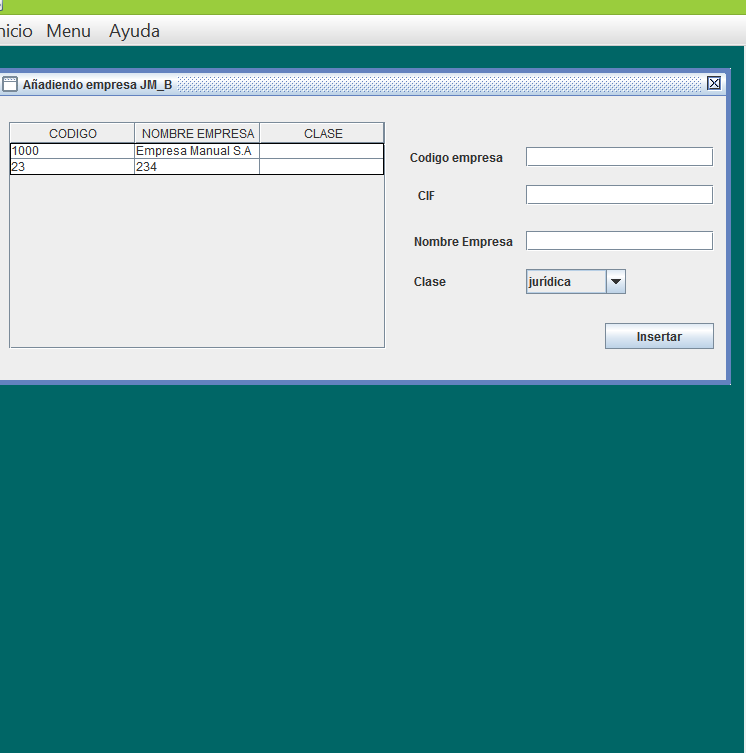 nicio Menu Ayuda
Añadiendo empresa JM_B
CODIGO NOMBRE EMPRESA CLASE
1000 Empresa Manual S.A
23 234
Codigo empresa
CIF
Nombre Empresa
Clase jurídica
Insertar